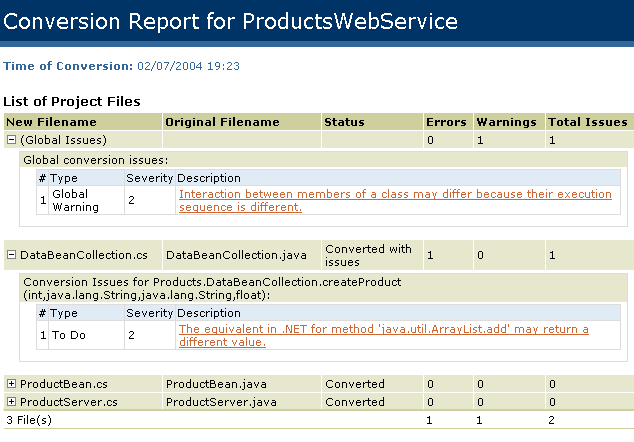 Conversion Report for ProductsWebService
Time of Conversion: 02/07/2004 19:23
List of Project Files
New Filename Original Filename Status Errors Warnings Total Issues
(Global Issues) 0 1 1
Global conversion issues:
# Type Severity Description
1 Global Warning 2 Interaction between members of a class may differ because their execution
sequence is different.
DataBeanCollection.cs DataBeanCollection.java Converted with issues 1 0 1
Conversion Issues for Products.DataBeanCollection.createProduct
(int,java.lang.String,java.lang.String,float):
# Type Severity Description
1 To Do 2 The equivalent in .NET for method 'java.util.ArrayList.add' may return a
different value.
ProductBean.cs ProductBean.java Converted 0 0 0
ProductServer.cs ProductServer.java Converted 0 0 0
3 File(s) 1 1 2